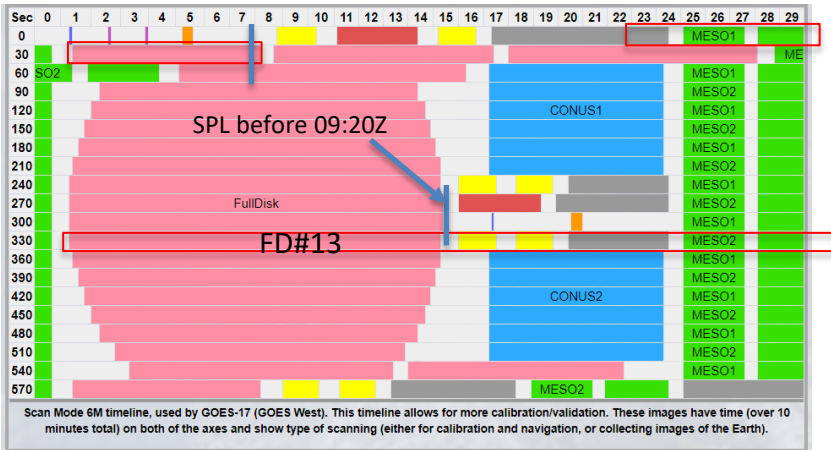 Sec 0 1 2 3 4 5 6 7 8 9 10 11 12 13 14 15 16 17 18 19 20 21 22 23 24 25 26 27 28 29
0 MESO1
30 ME
60 SO2 MESO1
90 MESO2
120 CONUS1 MESO1
150 SPL before 09:20Z MESO2
180 MESO1
210 MESO2
240 MESO1
270 FullDisk MESO2
300 MESO1
330 FD#13 MESO2
360 MESO1
390 MESO2
420 CONUS2 MESO1
450 MESO2
480 MESO1
510 MESO2
540 MESO1
570 MESO2
Scan Mode 6M timeline, used by GOES-17 (GOES West). This timeline allows for more calibration/validation. These images have time (over 10
minutes total) on both of the axes and show type of scanning (either for calibration and navigation, or collecting images of the Earth).